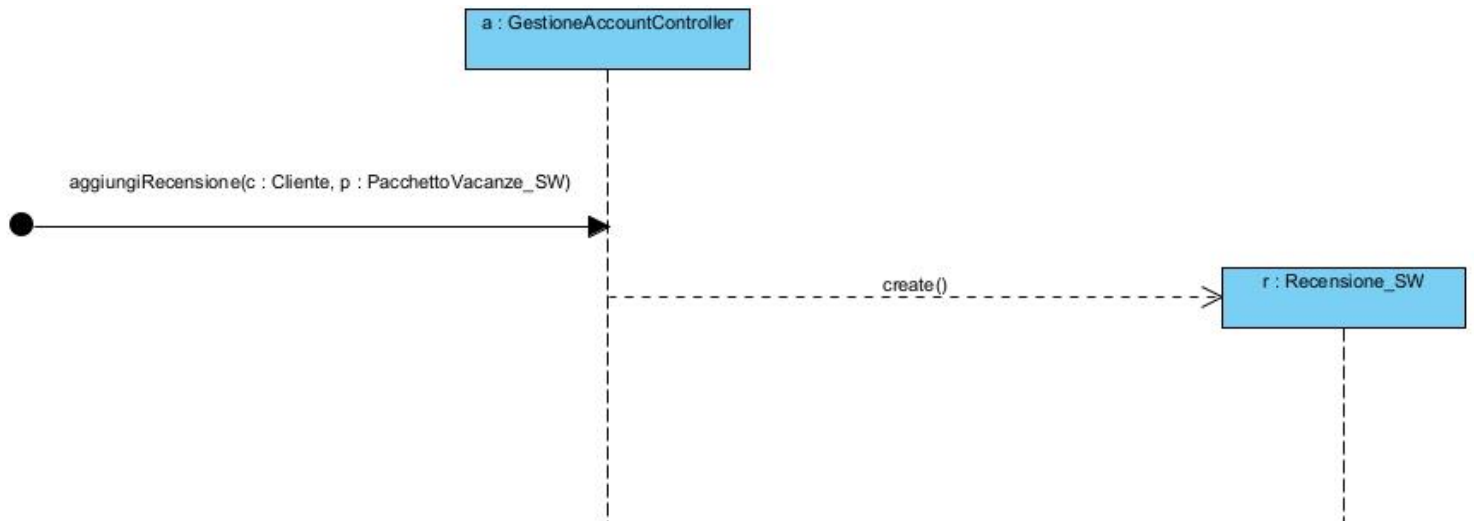 a : GestioneAccountController
aggiungiRecensione(c : Cliente, p : PacchettoVacanze_SW)
create()
r : Recensione_SW